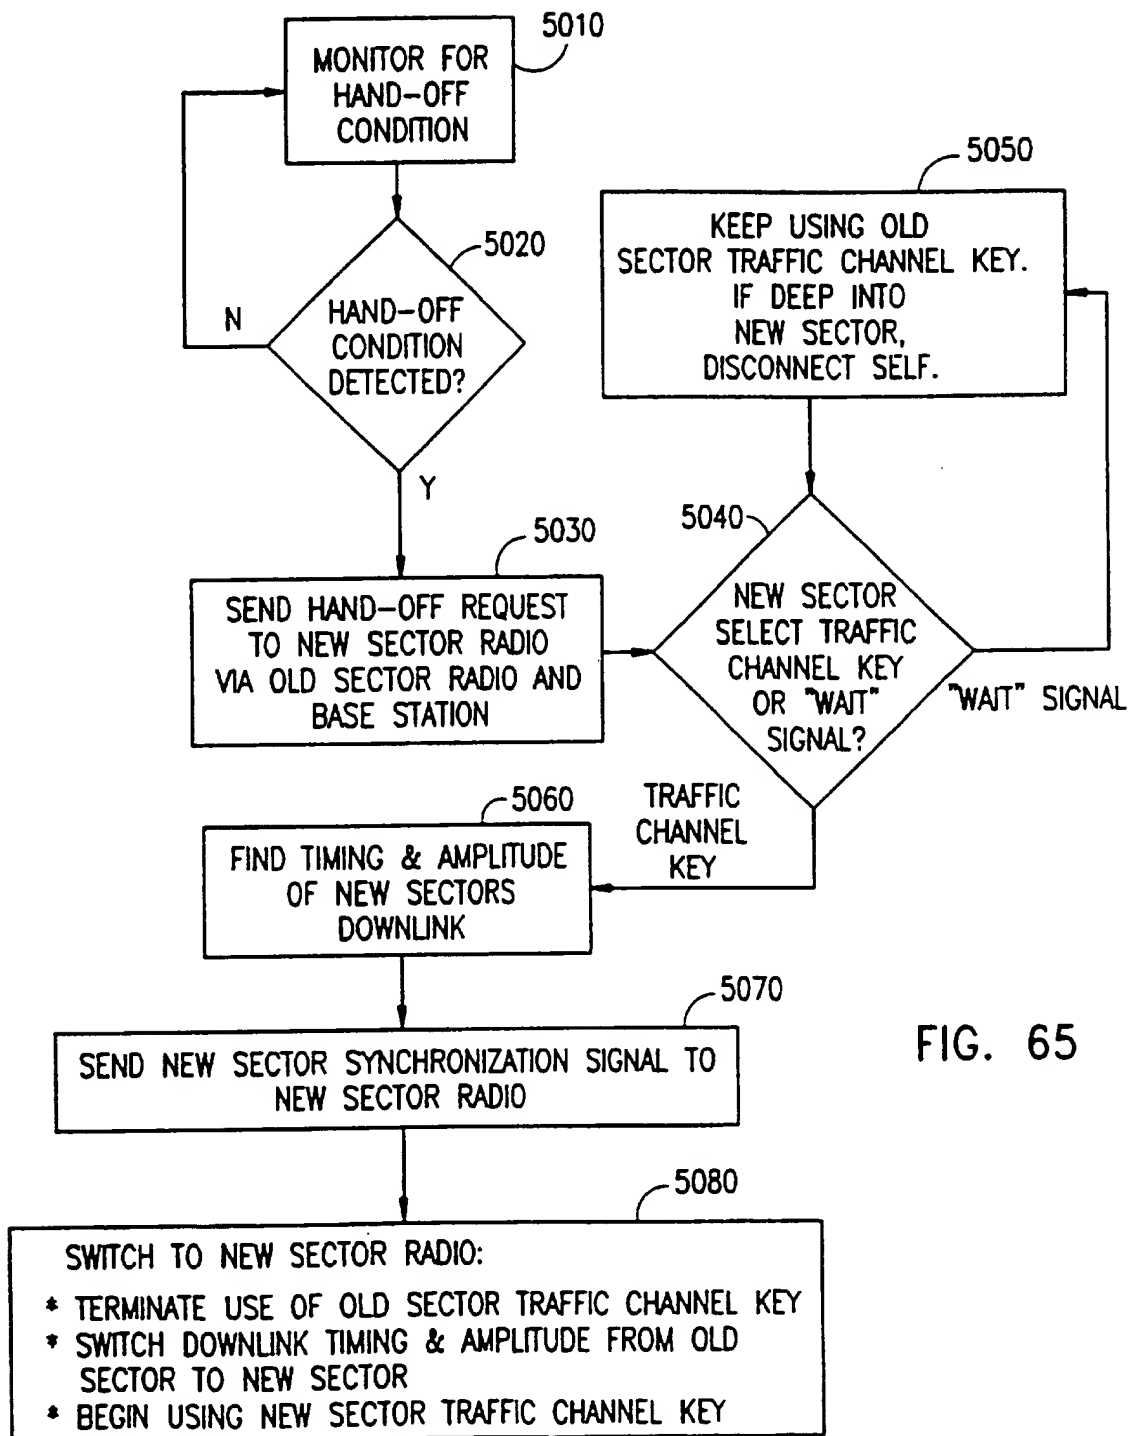 5010
MONITOR FOR
HAND-OFF
CONDITION
5020
HAND-OFF
CONDITION
DETECTED?
N
Y
5030
SEND HAND-OFF REQUEST
TO NEW SECTOR RADIO
VIA OLD SECTOR RADIO AND
BASE STATION
5050
KEEP USING OLD
SECTOR TRAFFIC CHANNEL KEY.
IF DEEP INTO
NEW SECTOR,
DISCONNECT SELF.
5040
NEW SECTOR
SELECT TRAFFIC
CHANNEL KEY
OR "WAIT"
SIGNAL?
"WAIT" SIGNAL
TRAFFIC
CHANNEL
KEY
5060
FIND TIMING & AMPLITUDE
OF NEW SECTORS
DOWNLINK
5070
SEND NEW SECTOR SYNCHRONIZATION SIGNAL TO
NEW SECTOR RADIO
5080
SWITCH TO NEW SECTOR RADIO:
* TERMINATE USE OF OLD SECTOR TRAFFIC CHANNEL KEY
* SWITCH DOWNLINK TIMING & AMPLITUDE FROM OLD
SECTOR TO NEW SECTOR
* BEGIN USING NEW SECTOR TRAFFIC CHANNEL KEY
FIG. 65